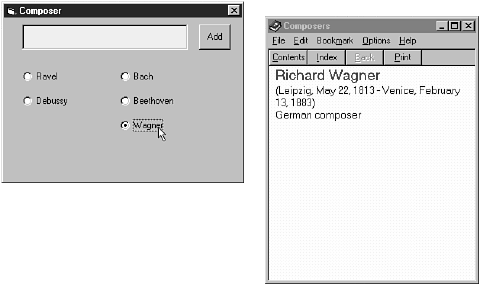 Composer
Add
Ravel
Bach
Debussy
Beethoven
Wagner
Composers
File Edit Bookmark Options Help
Contents Index Back Print
Richard Wagner
(Leipzig, May 22, 1813 - Venice, February
13, 1883)
German composer